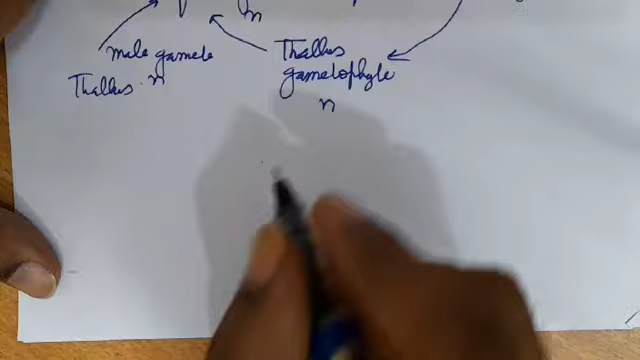 n
male gamete
Thallus n
Thallus
gametophyte
n